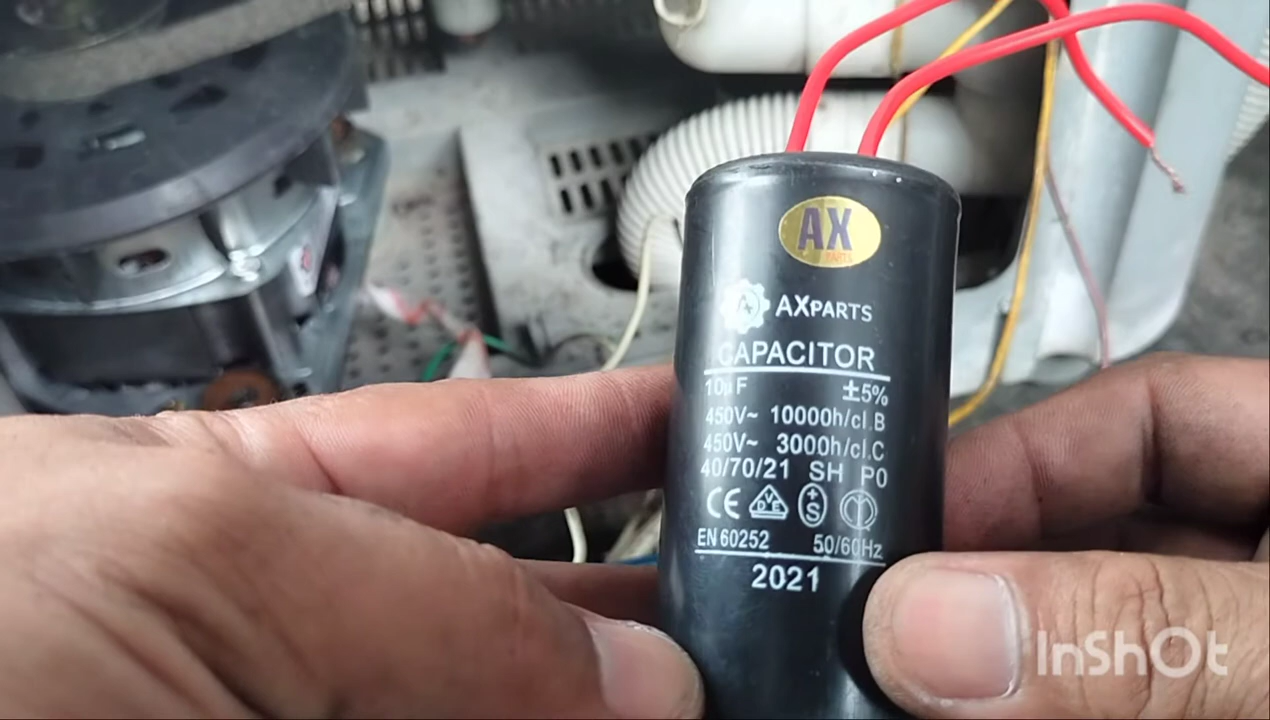 AX
PARTS
AXPARTS
CAPACITOR
10µF ±5%
450V~ 10000h/cl.B
450V~ 3000h/cl.C
40/70/21 SH P0
CE VDE +S
EN 60252 50/60Hz
2021
InShOt